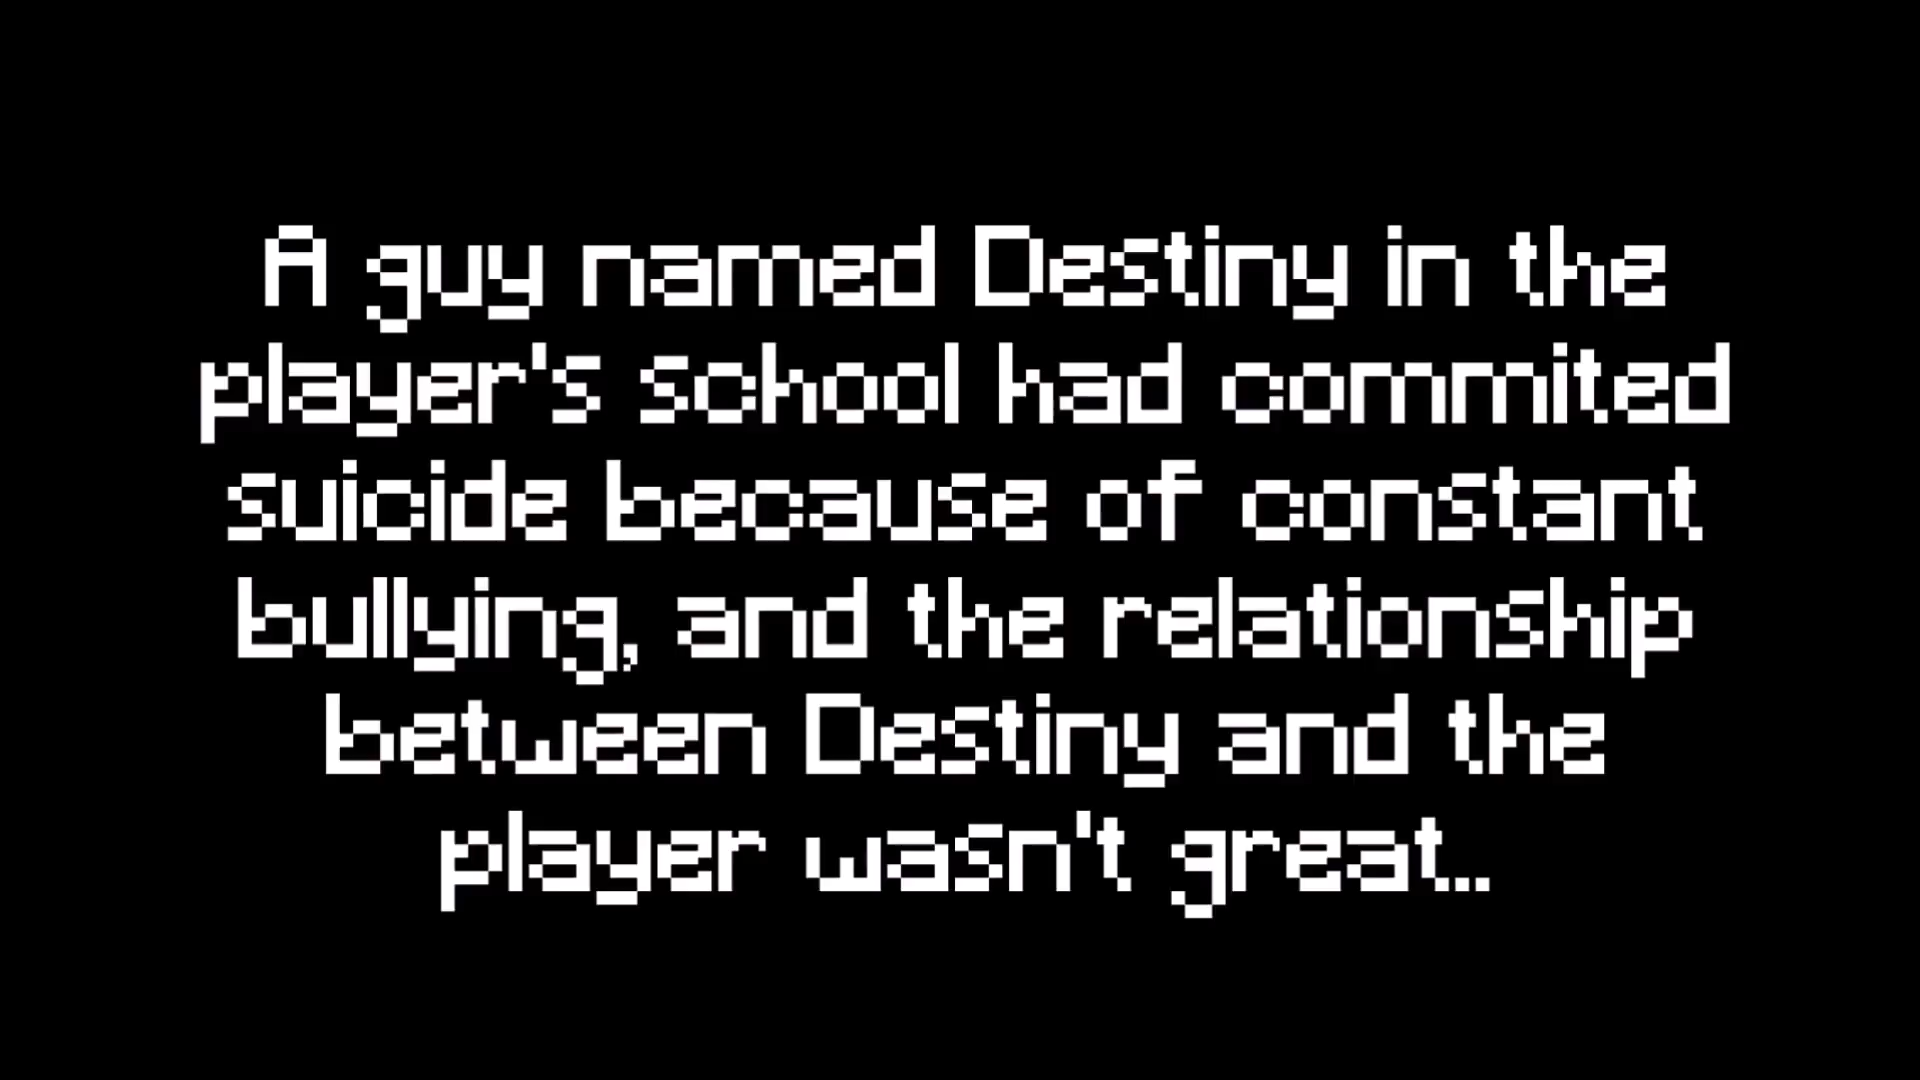 A guy named Destiny in the
player's school had commited
suicide because of constant
bullying, and the relationship
between Destiny and the
player wasn't great..